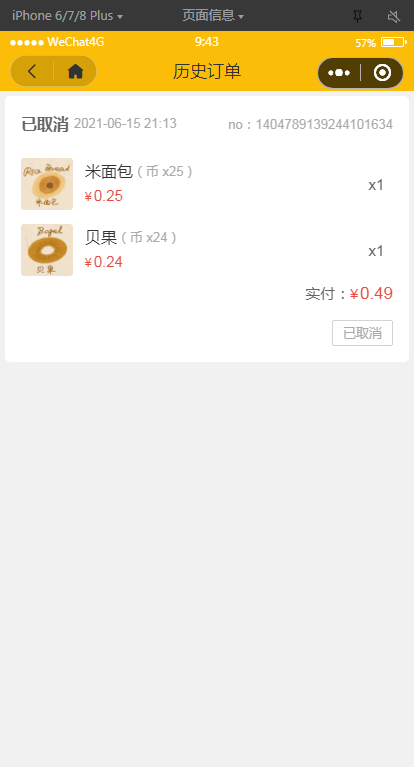 iPhone 6/7/8 Plus 页面信息
WeChat4G 9:43 57%
历史订单
已取消 2021-06-15 21:13 no：1404789139244101634
Rice Bread
米面包
米面包（币 x25） x1
¥0.25
Bagel
贝果
贝果（币 x24） x1
¥0.24
实付：¥0.49
已取消